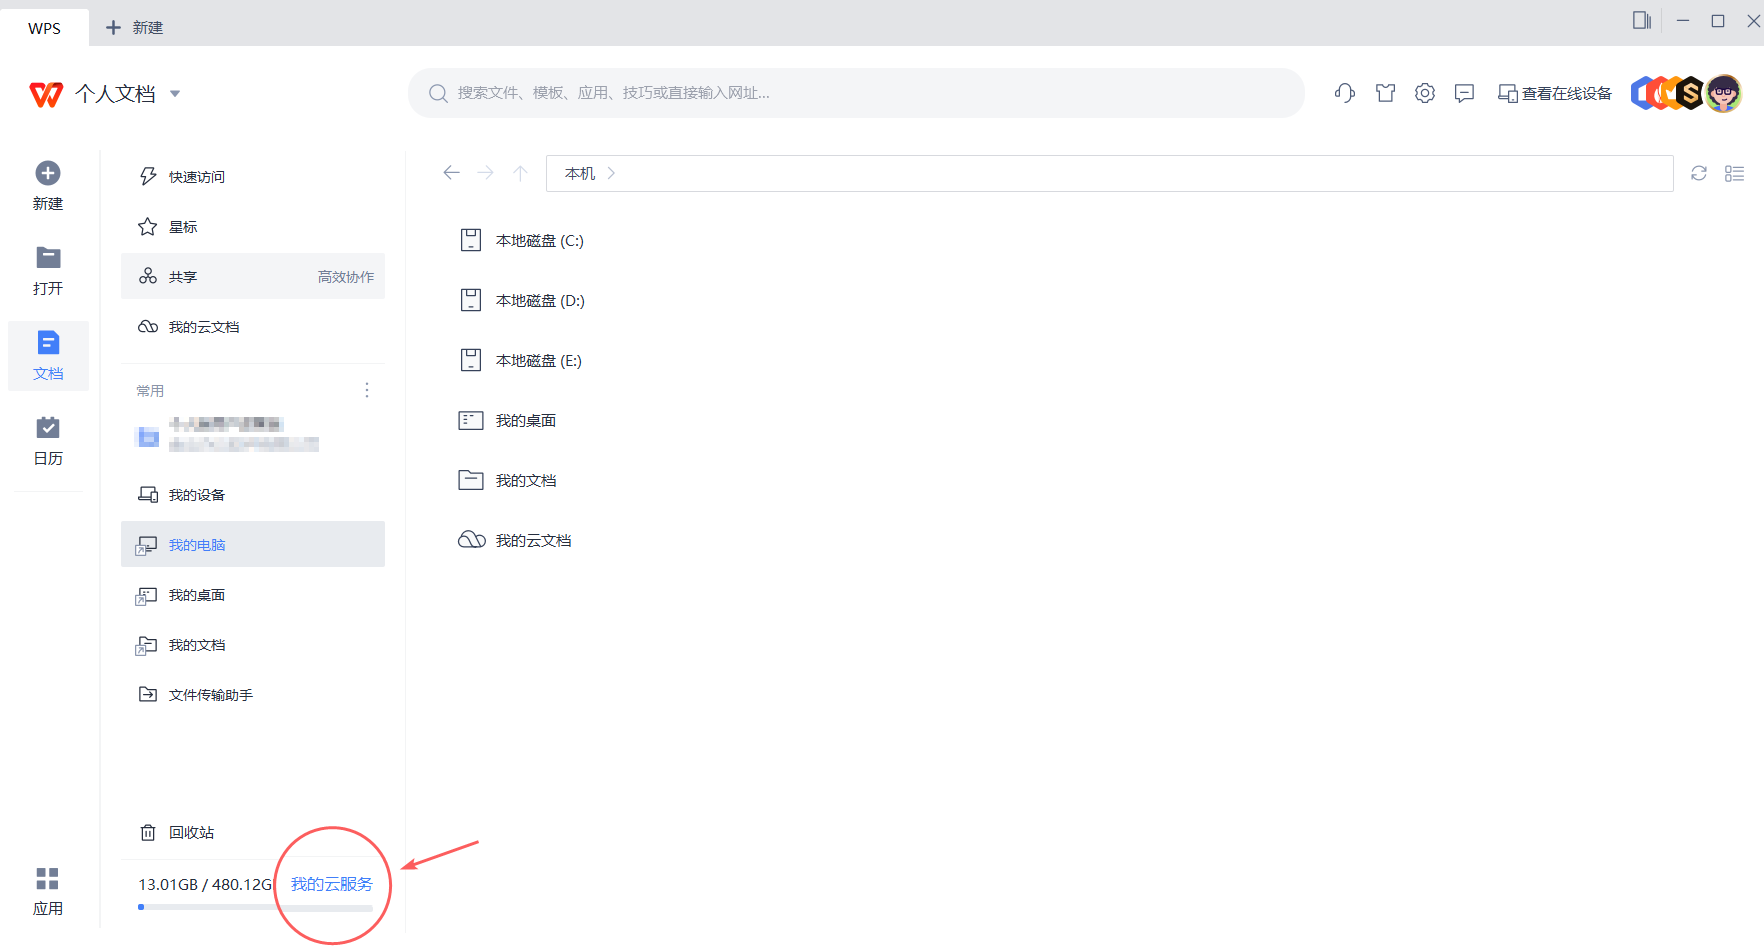 WPS
新建
个人文档
搜索文件、模板、应用、技巧或直接输入网址...
查看在线设备
新建
打开
文档
日历
应用
快速访问
星标
共享 高效协作
我的云文档
常用
我的设备
我的电脑
我的桌面
我的文档
文件传输助手
回收站
13.01GB / 480.12G 我的云服务
本机
本地磁盘 (C:)
本地磁盘 (D:)
本地磁盘 (E:)
我的桌面
我的文档
我的云文档